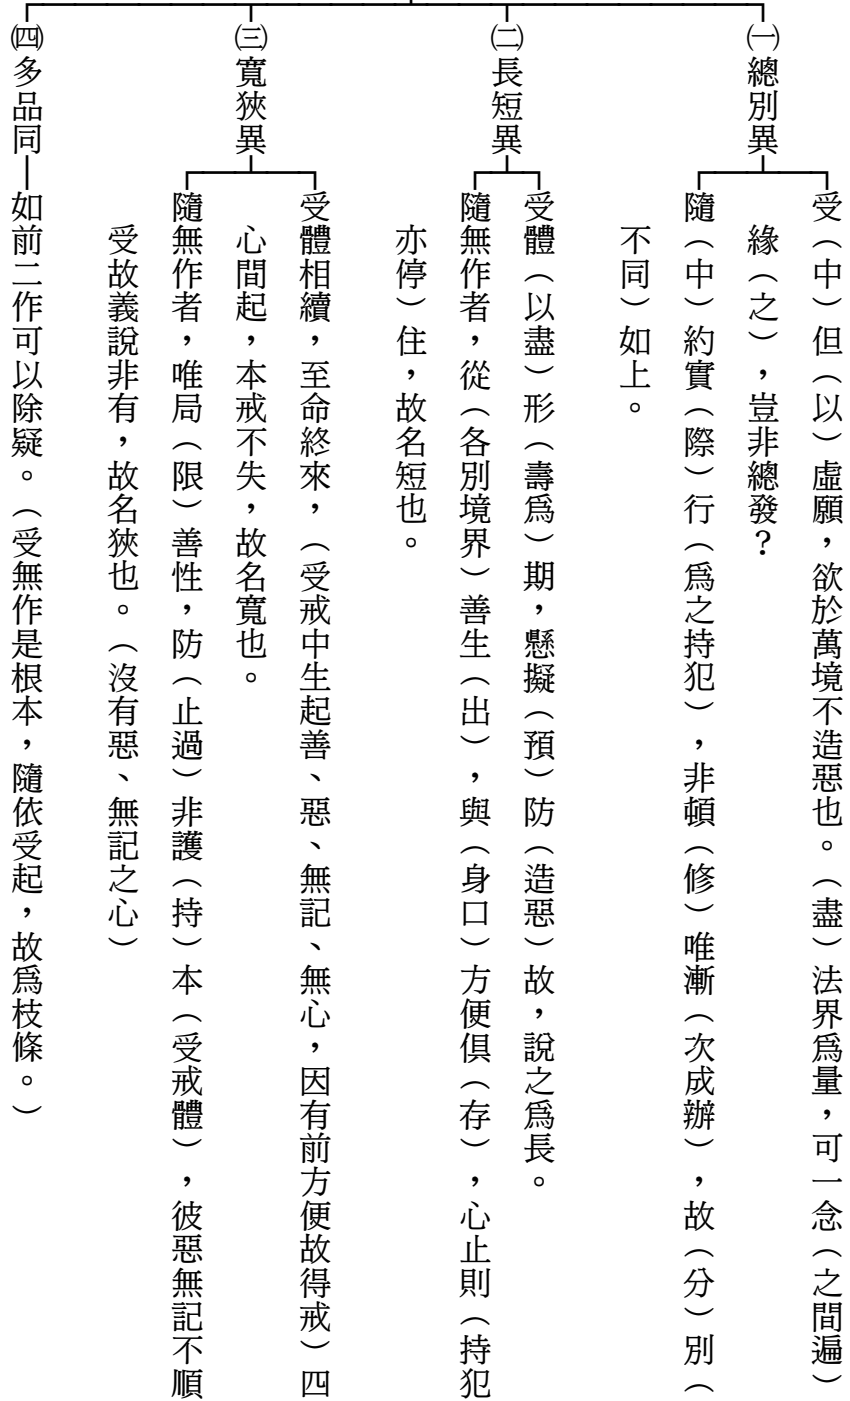 ㈠總別異
受（中）但（以）虛願，欲於萬境不造惡也。（盡）法界爲量，可一念（之間遍）
緣（之），豈非總發？
隨（中）約實（際）行（爲之持犯），非頓（修）唯漸（次成辦），故（分）別（
不同）如上。
㈡長短異
受體（以盡）形（壽爲）期，懸擬（預）防（造惡）故，說之爲長。
隨無作者，從（各別境界）善生（出），與（身口）方便俱（存），心止則（持犯
亦停）住，故名短也。
㈢寬狹異
受體相續，至命終來，（受戒中生起善、惡、無記、無心，因有前方便故得戒）四
心間起，本戒不失，故名寬也。
隨無作者，唯局（限）善性，防（止過）非護（持）本（受戒體），彼惡無記不順
受故義說非有，故名狹也。（沒有惡、無記之心）
㈣多品同
如前二作可以除疑。（受無作是根本，隨依受起，故爲枝條。）